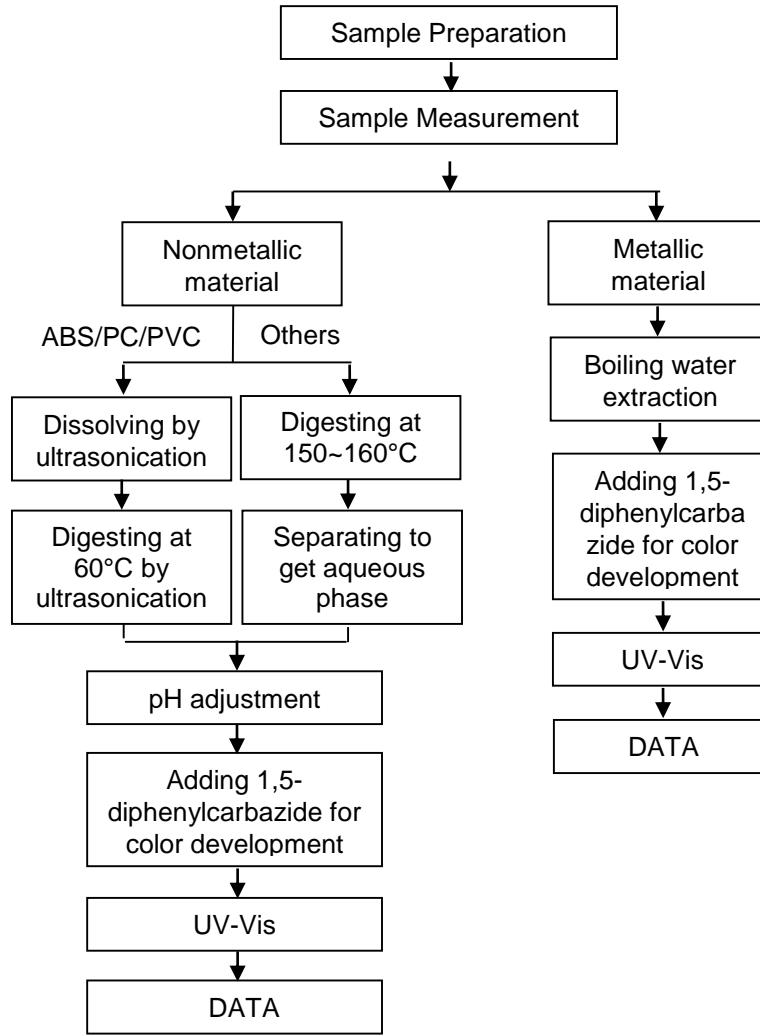 Sample Preparation
Sample Measurement
Nonmetallic
material
ABS/PC/PVC
Others
Dissolving by
ultrasonication
Digesting at
150~160°C
Digesting at
60°C by
ultrasonication
Separating to
get aqueous
phase
pH adjustment
Adding 1,5-
diphenylcarbazide for
color development
UV-Vis
DATA
Metallic
material
Boiling water
extraction
Adding 1,5-
diphenylcarba
zide for color
development
UV-Vis
DATA